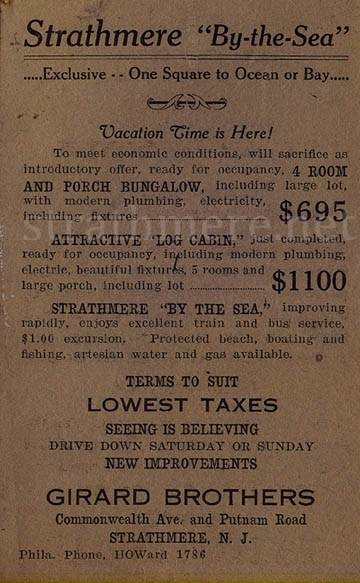 Strathmere "By-the-Sea"
.....Exclusive - - One Square to Ocean or Bay.....
Vacation Time is Here!
To meet economic conditions, will sacrifice as
introductory offer, ready for occupancy, 4 ROOM
AND PORCH BUNGALOW, including large lot,
with modern plumbing, electricity,
including fixtures ........................ $695
ATTRACTIVE "LOG CABIN," just completed,
ready for occupancy, including modern plumbing,
electric, beautiful fixtures, 5 rooms and
large porch, including lot ........................ $1100
STRATHMERE "BY THE SEA," improving
rapidly, enjoys excellent train and bus service,
$1.00 excursion. Protected beach, boating and
fishing, artesian water and gas available.
TERMS TO SUIT
LOWEST TAXES
SEEING IS BELIEVING
DRIVE DOWN SATURDAY OR SUNDAY
NEW IMPROVEMENTS
GIRARD BROTHERS
Commonwealth Ave. and Putnam Road
STRATHMERE, N. J.
Phila. Phone, HOWard 1786
strathmere.net